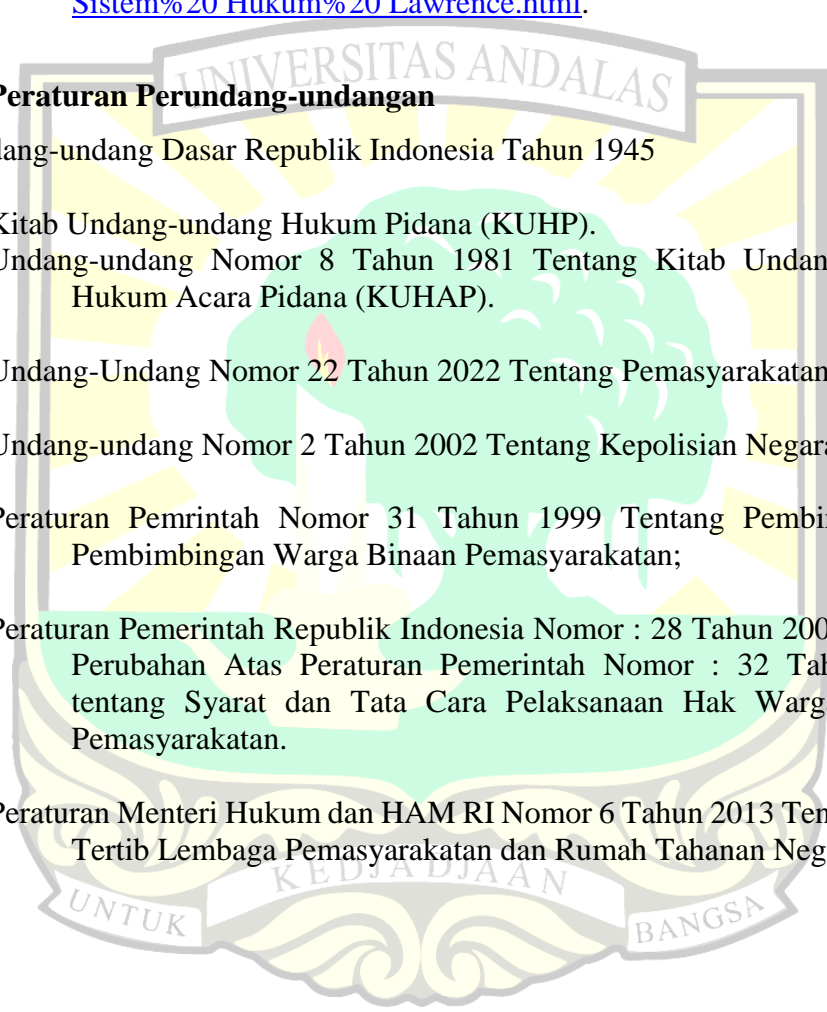 Sistem%20 Hukum%20 Lawrence.html.
UNIVERSITAS ANDALAS
Peraturan Perundang-undangan
dang-undang Dasar Republik Indonesia Tahun 1945
Kitab Undang-undang Hukum Pidana (KUHP).
Undang-undang Nomor 8 Tahun 1981 Tentang Kitab Undan
Hukum Acara Pidana (KUHAP).
Undang-Undang Nomor 22 Tahun 2022 Tentang Pemasyarakatan
Undang-undang Nomor 2 Tahun 2002 Tentang Kepolisian Negara
Peraturan Pemrintah Nomor 31 Tahun 1999 Tentang Pembi
Pembimbingan Warga Binaan Pemasyarakatan;
Peraturan Pemerintah Republik Indonesia Nomor : 28 Tahun 200
Perubahan Atas Peraturan Pemerintah Nomor : 32 Tah
tentang Syarat dan Tata Cara Pelaksanaan Hak Warg
Pemasyarakatan.
Peraturan Menteri Hukum dan HAM RI Nomor 6 Tahun 2013 Ten
Tertib Lembaga Pemasyarakatan dan Rumah Tahanan Neg
UNTUK KEDJADJAAN BANGSA